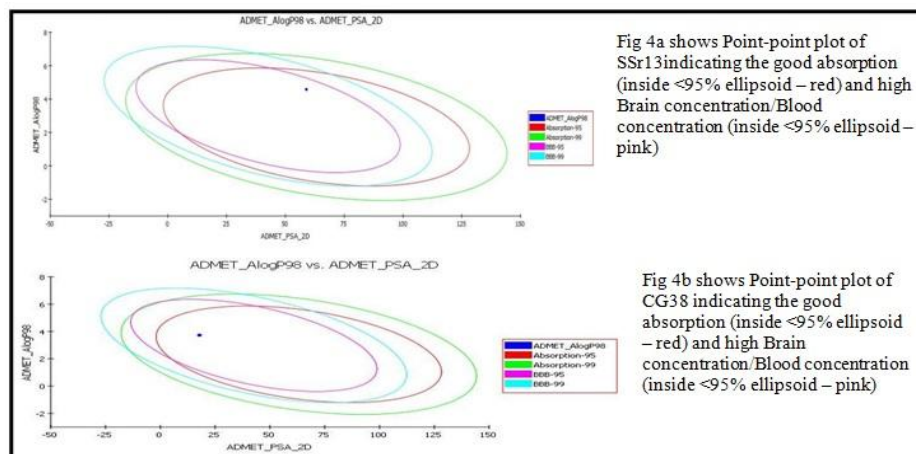 ADMET_AlogP98 vs. ADMET_PSA_2D
8
6
4
2
0
-2
ADMET_AlogP98
-50
-25
0
25
50
75
100
125
150
ADMET_PSA_2D
ADMET_AlogP98
Absorption-95
Absorption-99
BBB-95
BBB-99
Fig 4a shows Point-point plot of
SSr13indicating the good absorption
(inside <95% ellipsoid – red) and high
Brain concentration/Blood
concentration (inside <95% ellipsoid –
pink)
ADMET_AlogP98 vs. ADMET_PSA_2D
8
6
4
2
0
-2
ADMET_AlogP98
-50
-25
0
25
50
75
100
125
150
ADMET_PSA_2D
ADMET_AlogP98
Absorption-95
Absorption-99
BBB-95
BBB-99
Fig 4b shows Point-point plot of
CG38 indicating the good
absorption (inside <95% ellipsoid
– red) and high Brain
concentration/Blood concentration
(inside <95% ellipsoid – pink)